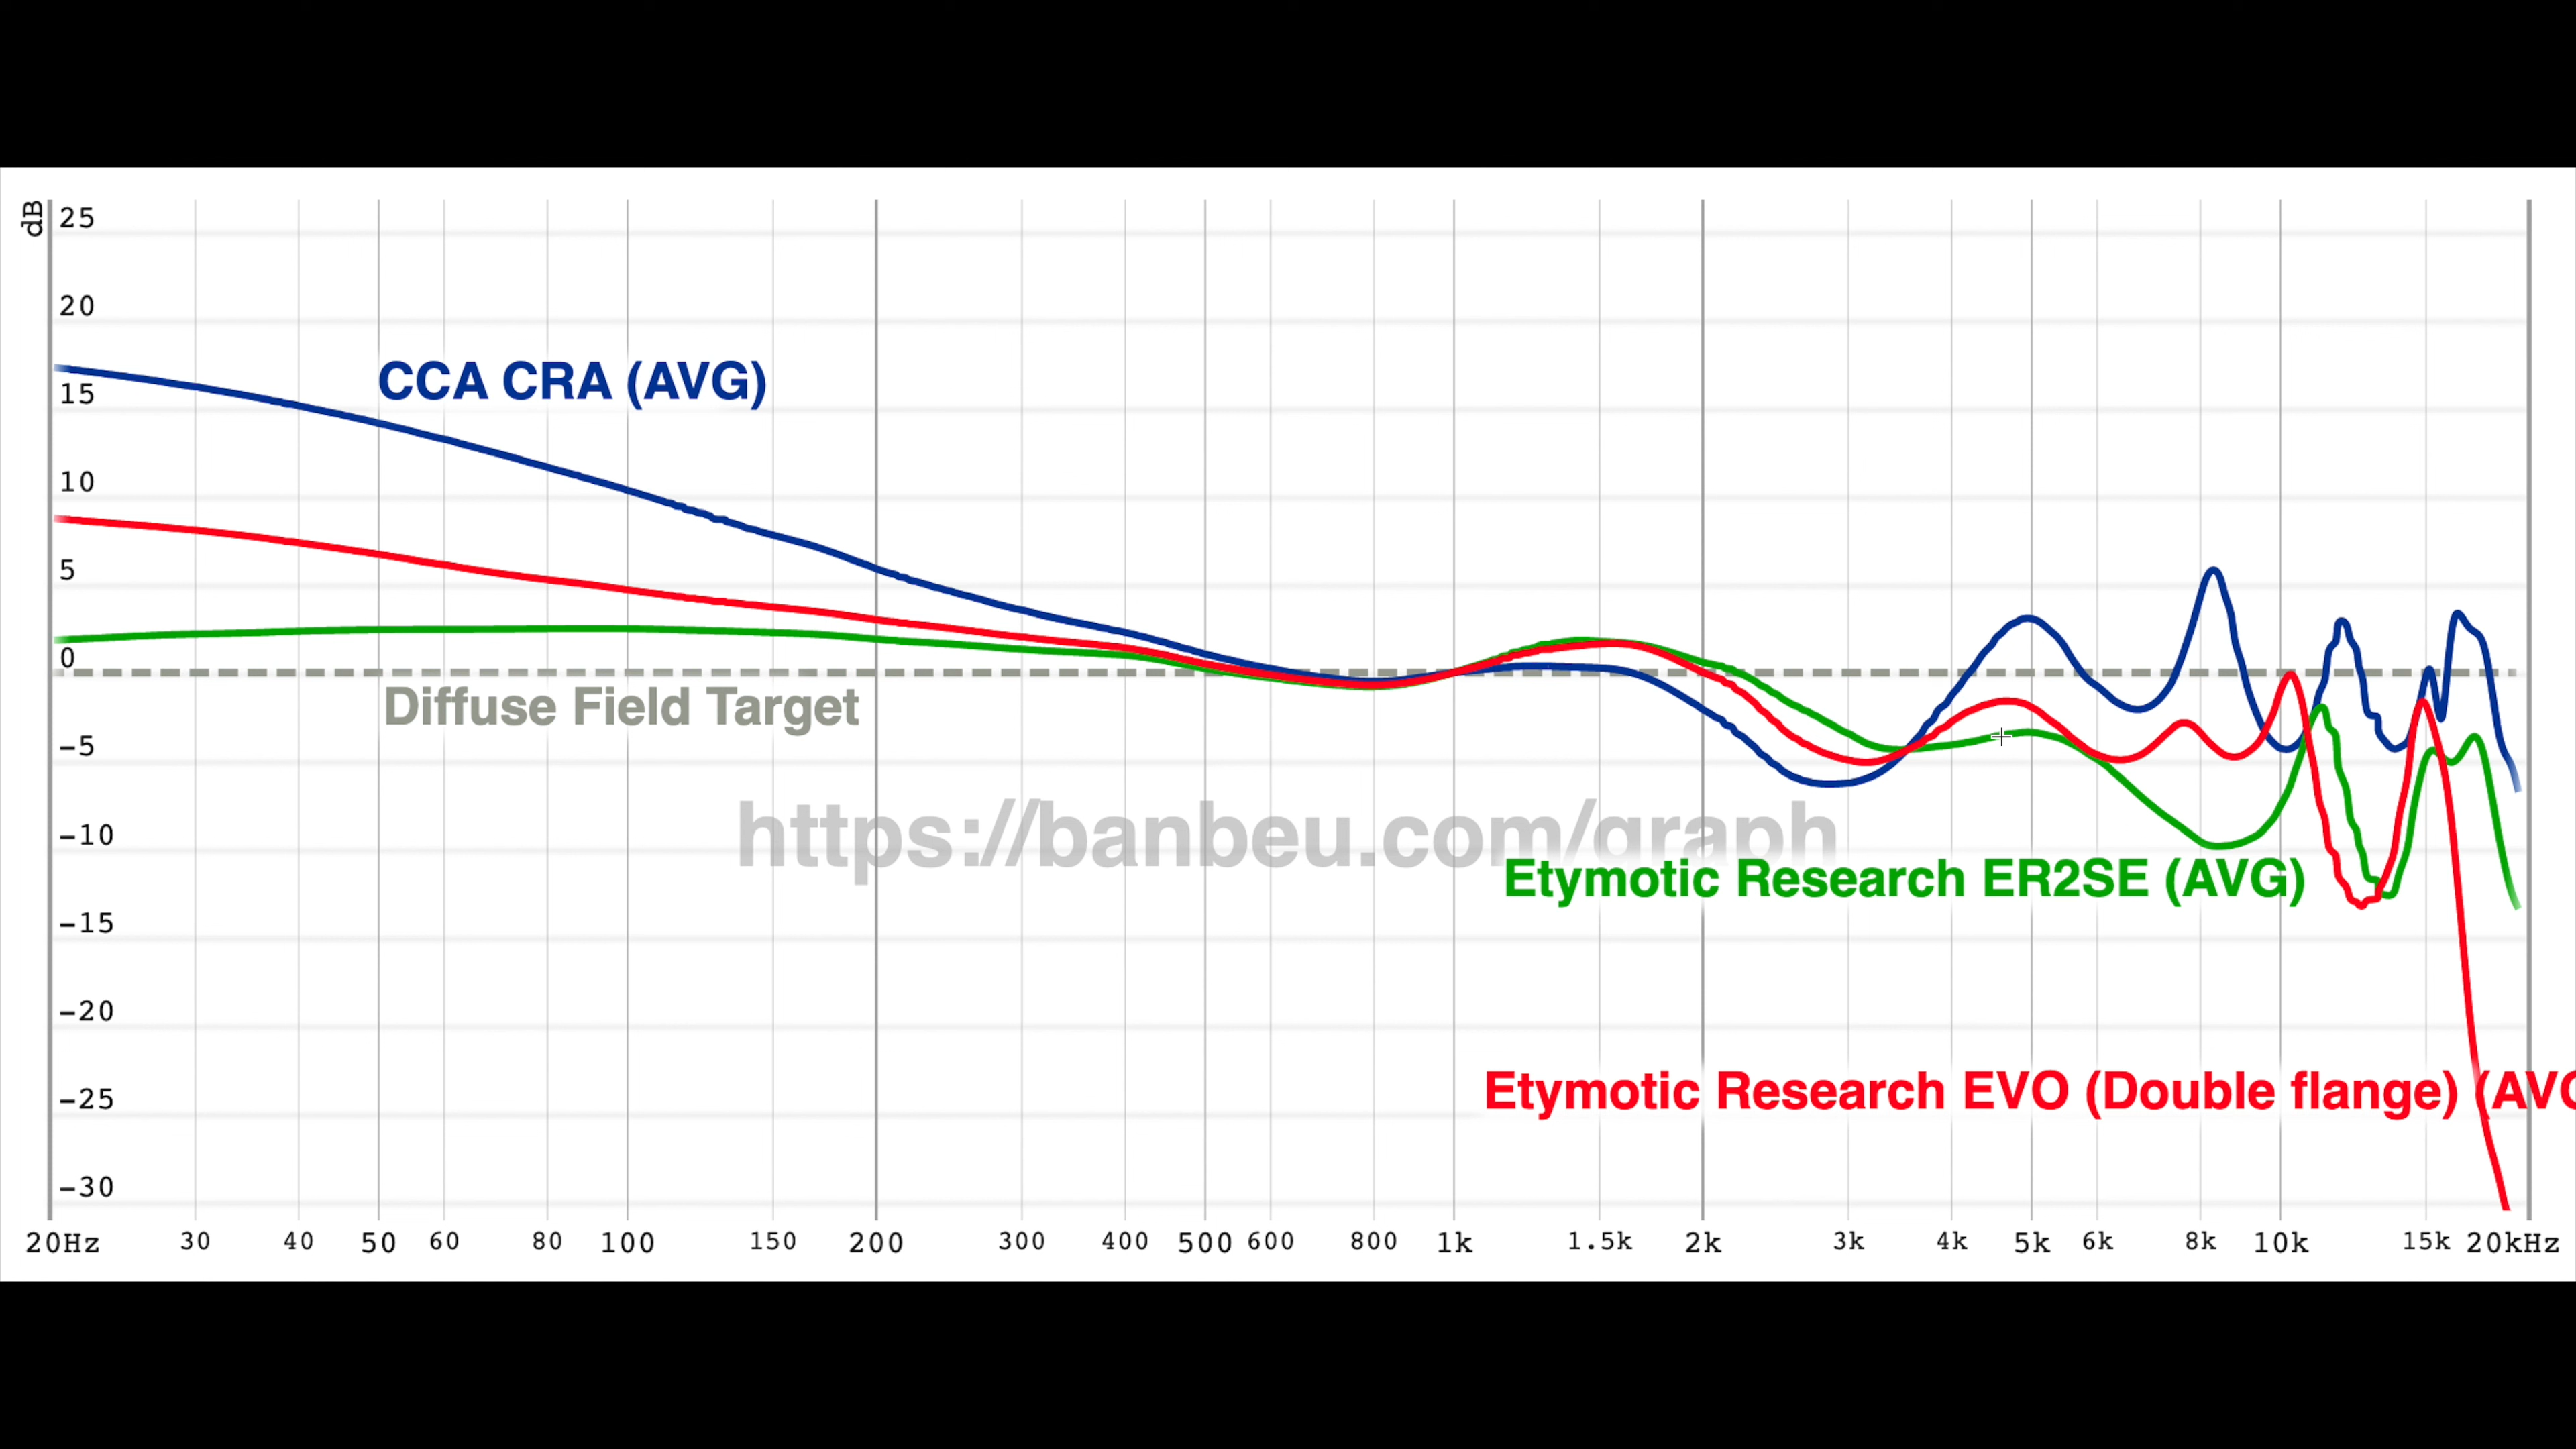 dB
25
20
CCA CRA (AVG)
15
10
5
0
Diffuse Field Target
-5
https://banbeu.com/graph
-10
Etymotic Research ER2SE (AVG)
-15
-20
-25
Etymotic Research EVO (Double flange) (AVG
-30
20Hz 30 40 50 60 80 100 150 200 300 400 500 600 800 1k 1.5k 2k 3k 4k 5k 6k 8k 10k 15k 20kHz